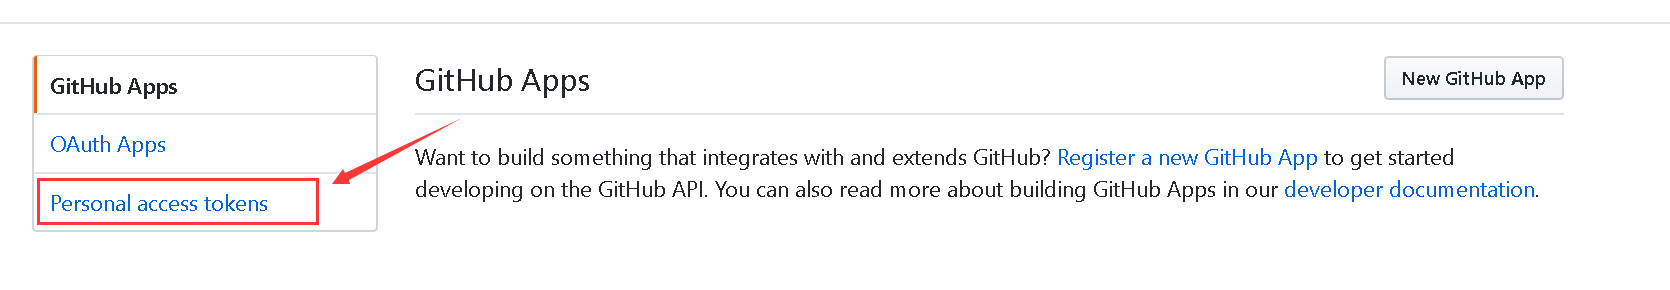 GitHub Apps
OAuth Apps
Personal access tokens
GitHub Apps
New GitHub App
Want to build something that integrates with and extends GitHub? Register a new GitHub App to get started
developing on the GitHub API. You can also read more about building GitHub Apps in our developer documentation.